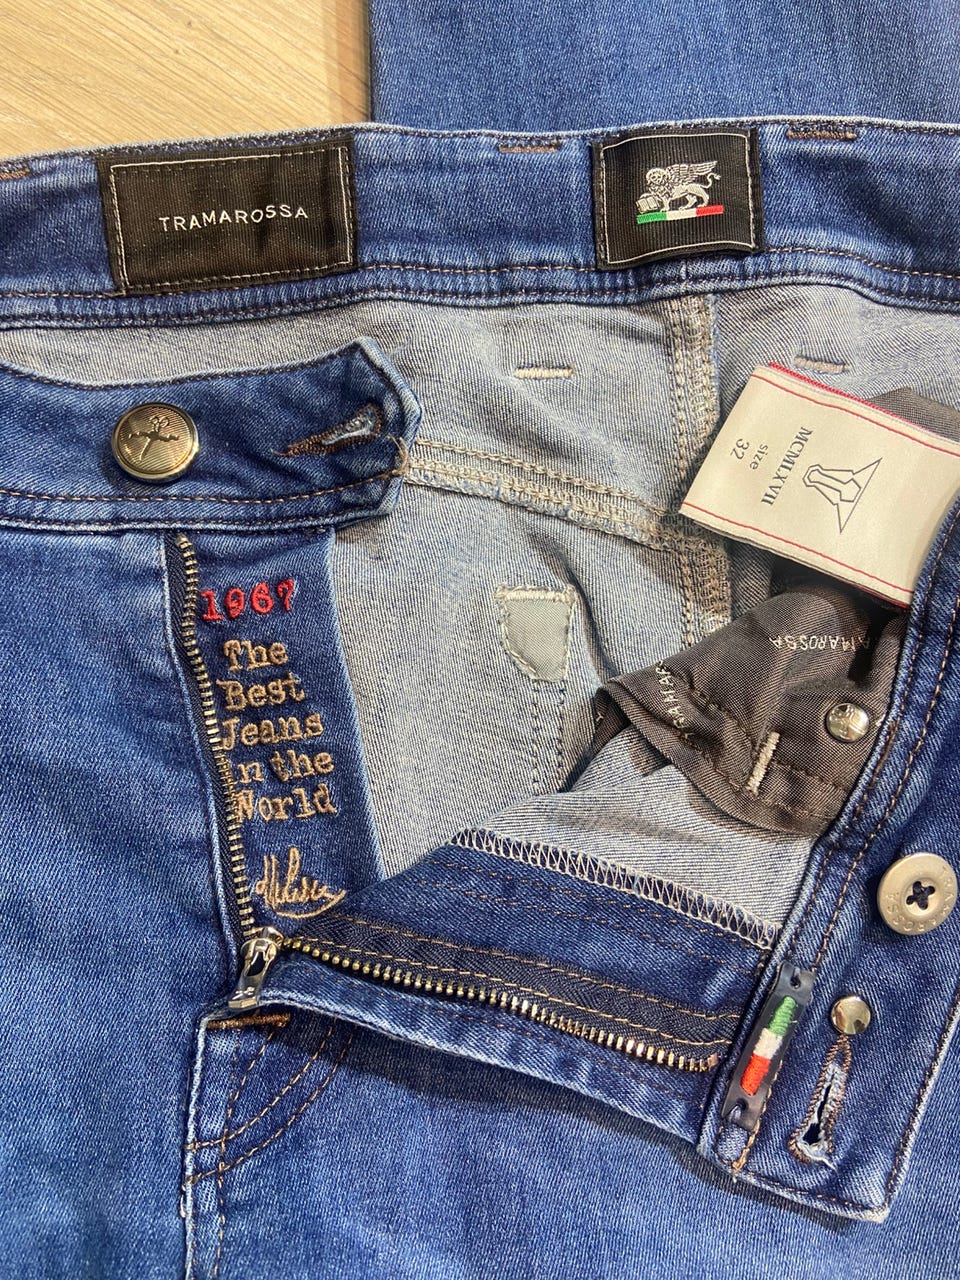 TRAMAROSSA
MCMLXVII
size
32
1967
The
Best
Jeans
in the
World
TRAMAROSSA